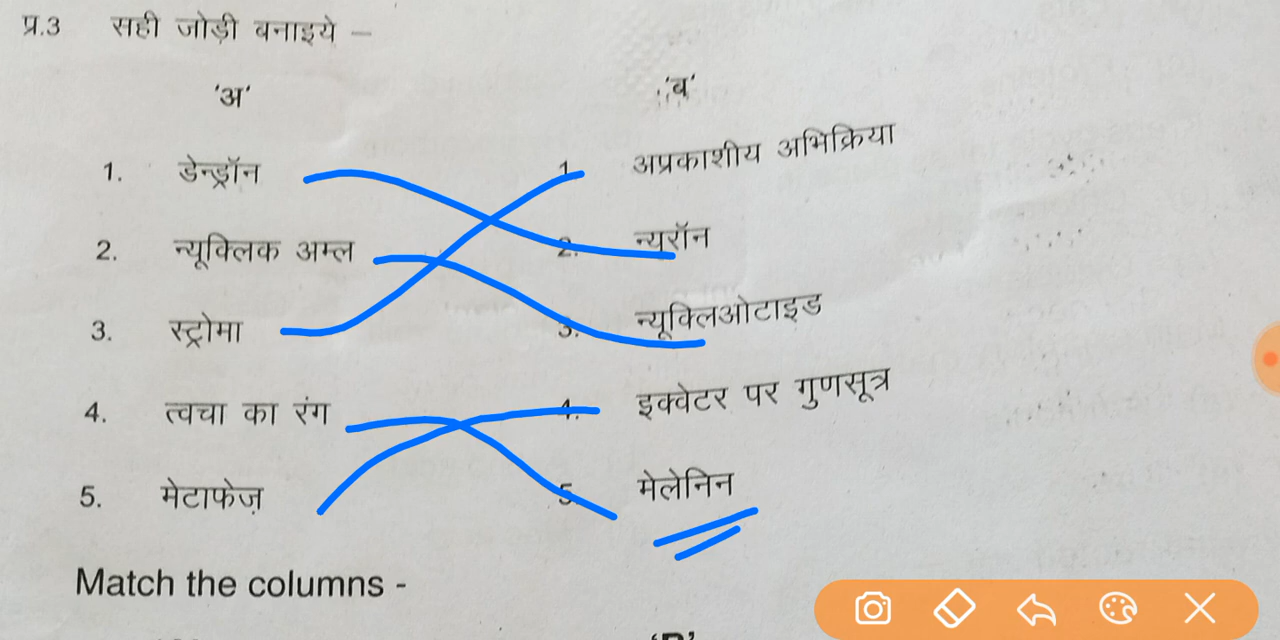 प्र.3 सही जोड़ी बनाइये –
'अ' 'ब'
1. डेन्ड्रॉन 1. अप्रकाशीय अभिक्रिया
2. न्यूक्लिक अम्ल 2. न्यूरॉन
3. स्ट्रोमा 3. न्यूक्लिओटाइड
4. त्वचा का रंग 4. इक्वेटर पर गुणसूत्र
5. मेटाफेज़ 5. मेलेनिन
Match the columns -